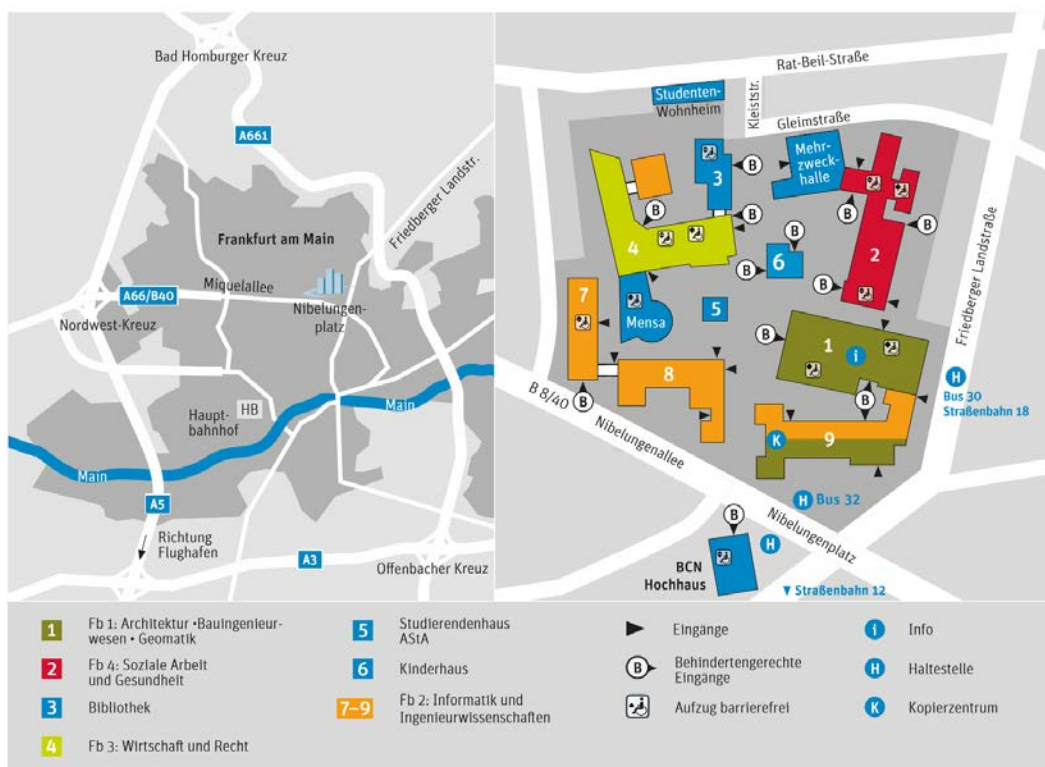 Bad Homburger Kreuz
A661
Friedberger Landstr.
Frankfurt am Main
Miquelallee
A66/B40
Nibelungen-
platz
Nordwest-Kreuz
HB
Haupt-
bahnhof
Main
Main
A5
Richtung
Flughafen
A3
Offenbacher Kreuz
Rat-Beil-Straße
Studenten-
Wohnheim
Kleiststr.
Gleimstraße
Mehr-
zweck-
halle
3
B
B
B
B
B
4
6
B
B
2
B
7
Mensa
5
B
1
i
8
B
B
K
9
Friedberger Landstraße
H
Bus 30
Straßenbahn 18
B 8/40
Nibelungenallee
H Bus 32
Nibelungenplatz
B
H
BCN
Hochhaus
Straßenbahn 12
1 Fb 1: Architektur •Bauingenieur-
wesen • Geomatik
2 Fb 4: Soziale Arbeit
und Gesundheit
3 Bibliothek
4 Fb 3: Wirtschaft und Recht
5 Studierendenhaus
AStA
6 Kinderhaus
7–9 Fb 2: Informatik und
Ingenieurwissenschaften
Eingänge
B Behindertengerechte
Eingänge
Aufzug barrierefrei
i Info
H Haltestelle
K Kopierzentrum